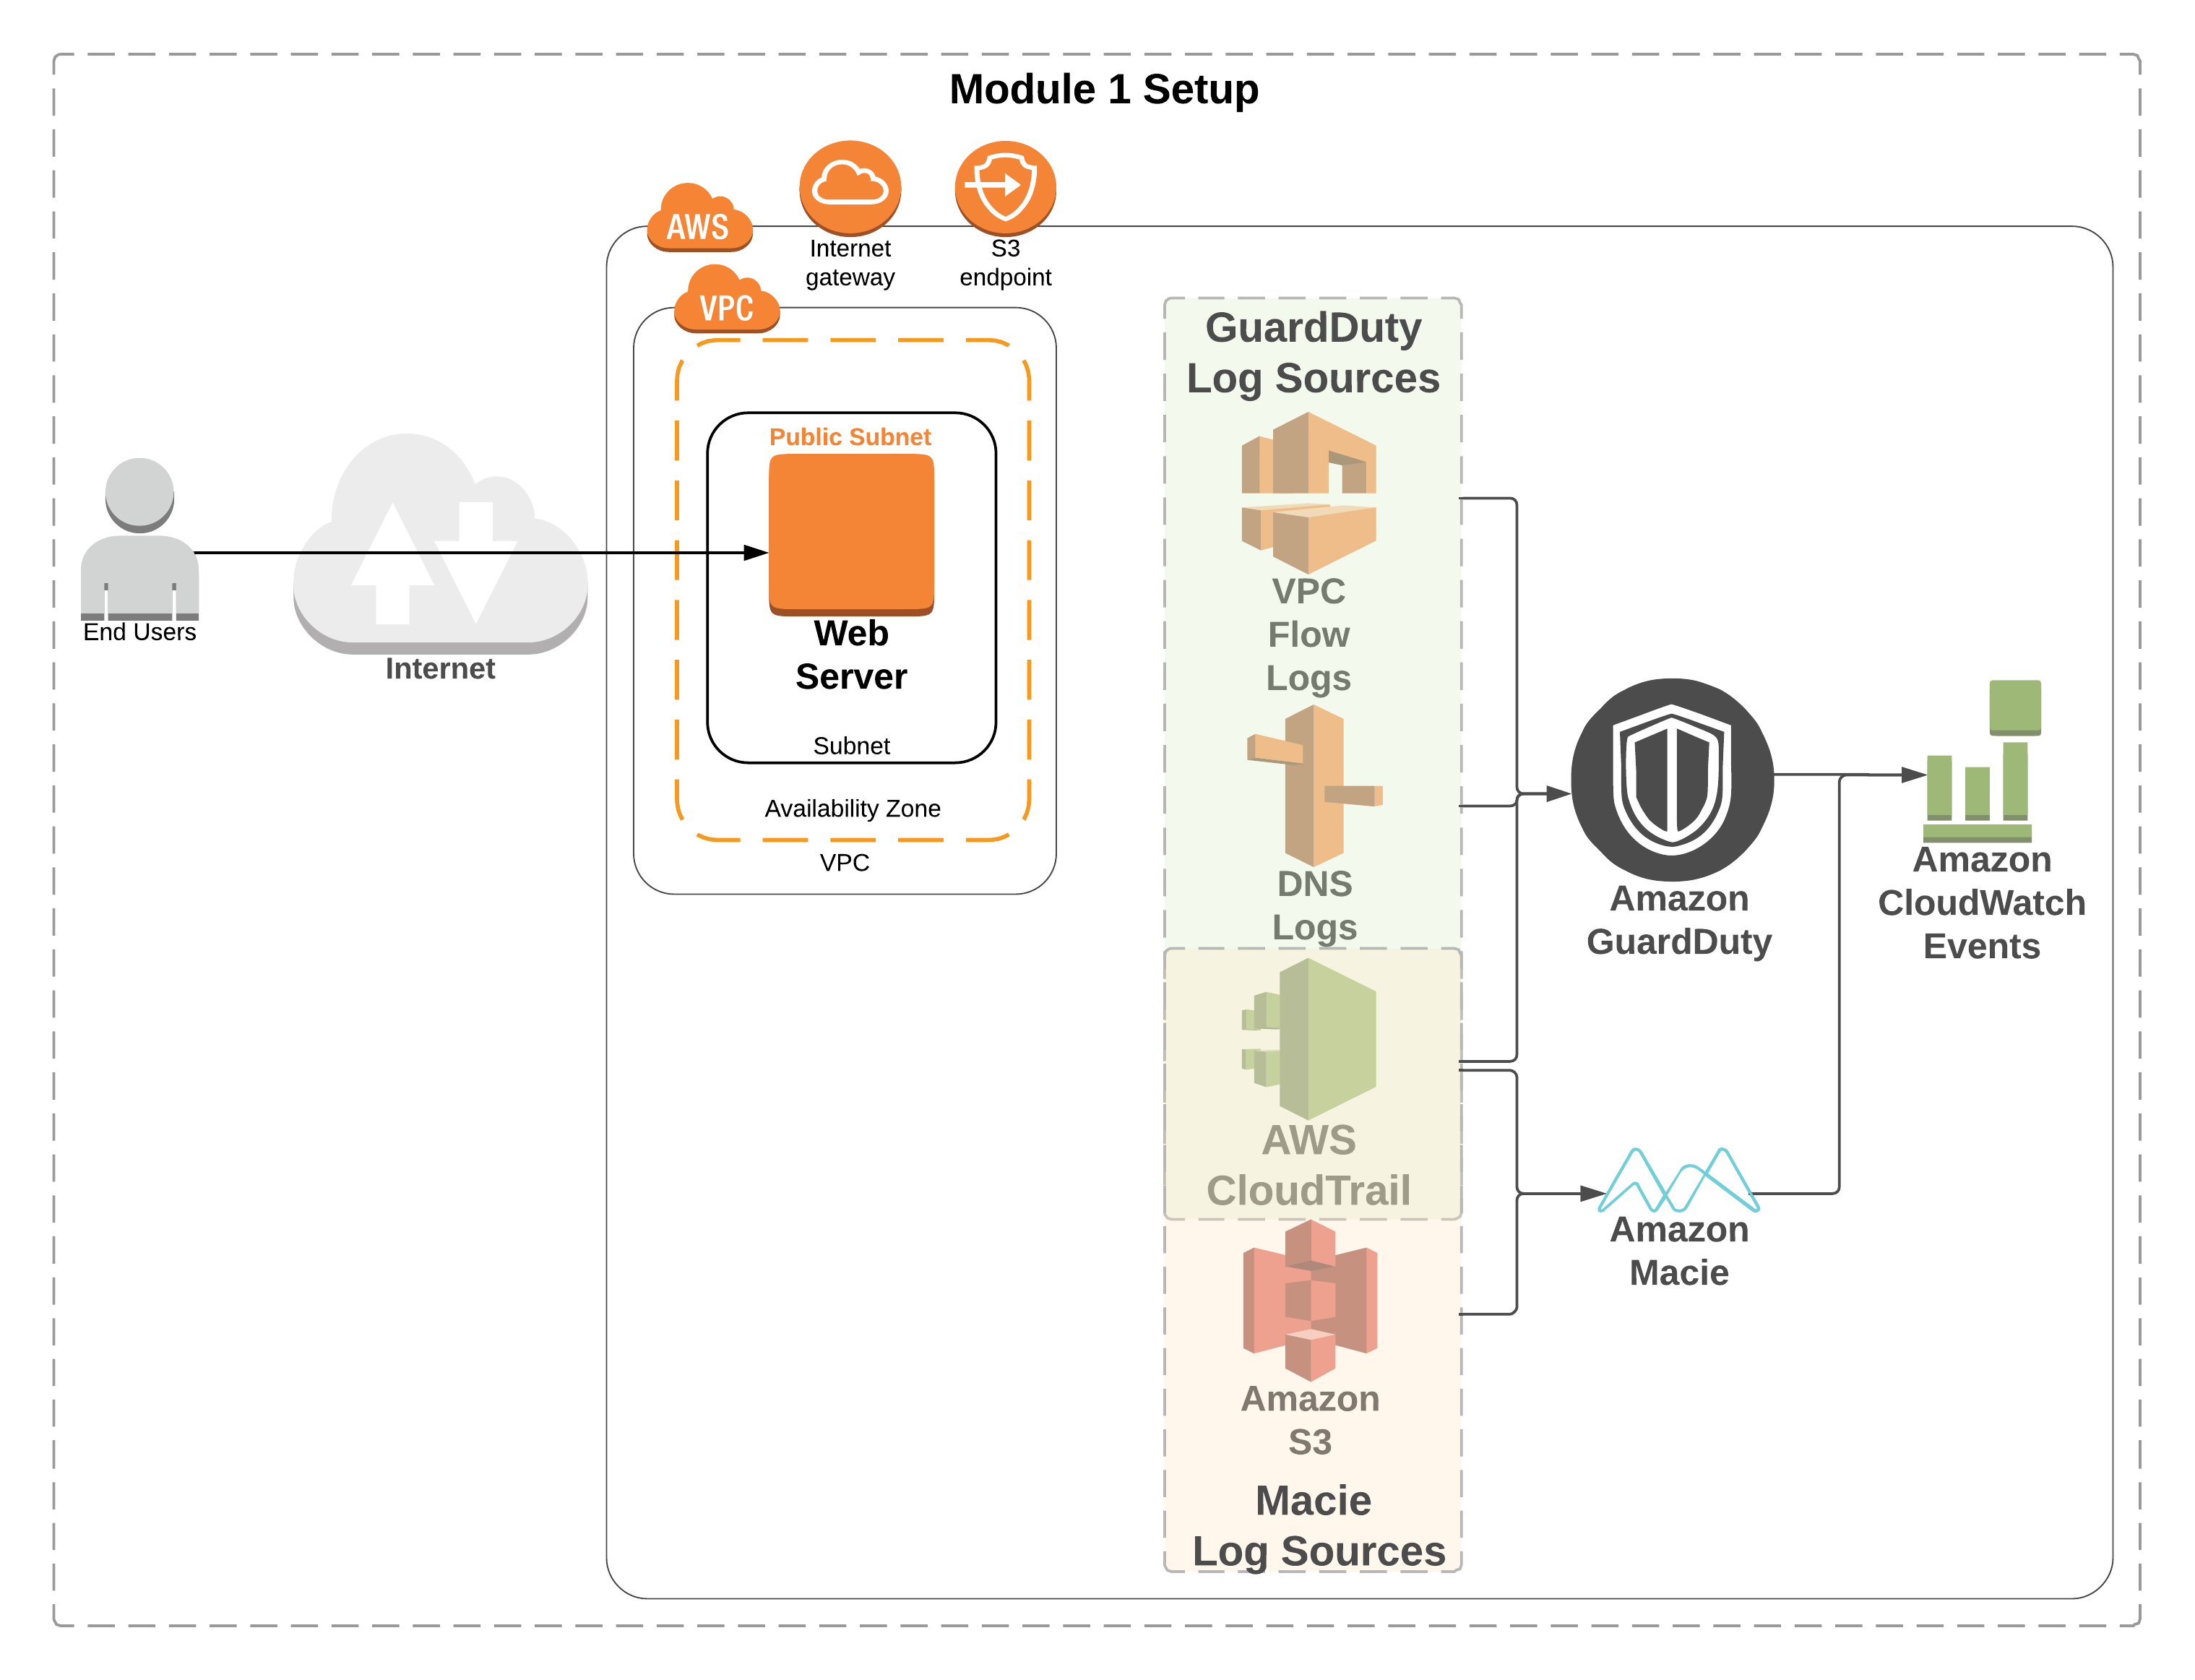 Module 1 Setup
AWS
Internet
gateway
S3
endpoint
VPC
GuardDuty
Log Sources
Public Subnet
VPC
Flow
Logs
End Users
Internet
Web
Server
Subnet
Availability Zone
VPC
DNS
Logs
Amazon
GuardDuty
Amazon
CloudWatch
Events
AWS
CloudTrail
Amazon
Macie
Amazon
S3
Macie
Log Sources